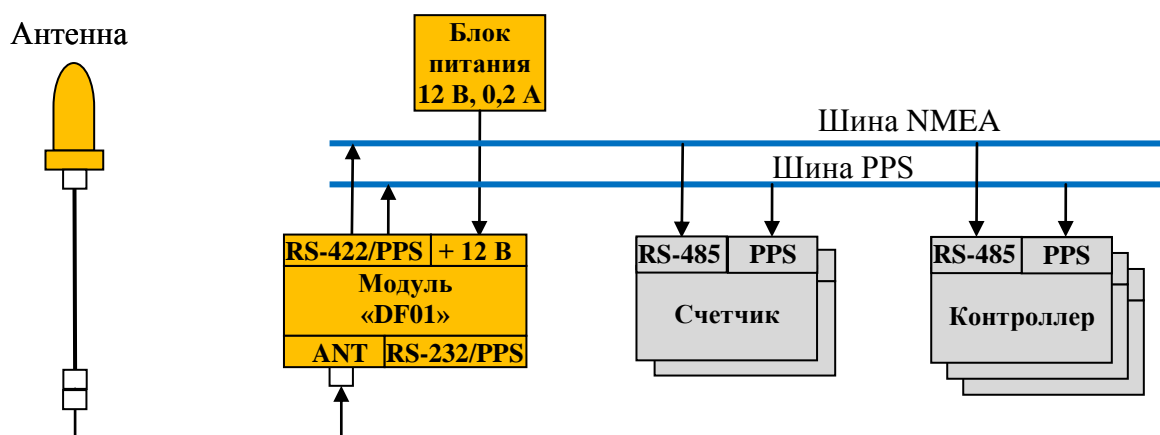 Антенна
Блок
питания
12 В, 0,2 А
Шина NMEA
Шина PPS
RS-422/PPS
+ 12 В
Модуль
«DF01»
ANT
RS-232/PPS
RS-485
PPS
Счетчик
RS-485
PPS
Контроллер